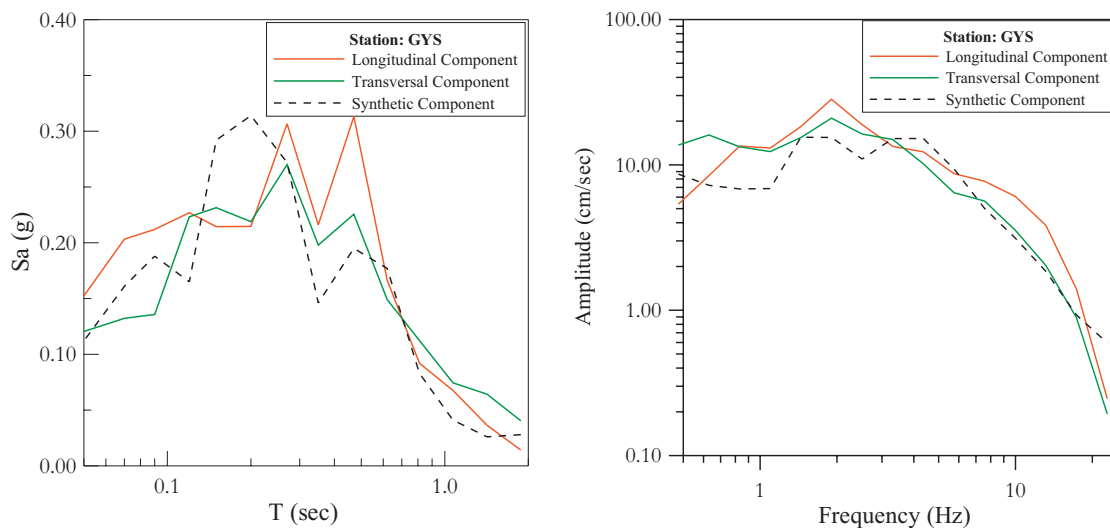 0.40
0.30
0.20
0.10
0.00
Sa (g)
Station: GYS
Longitudinal Component
Transversal Component
Synthetic Component
0.1
1.0
T (sec)
100.00
10.00
1.00
0.10
Amplitude (cm/sec)
Station: GYS
Longitudinal Component
Transversal Component
Synthetic Component
1
10
Frequency (Hz)